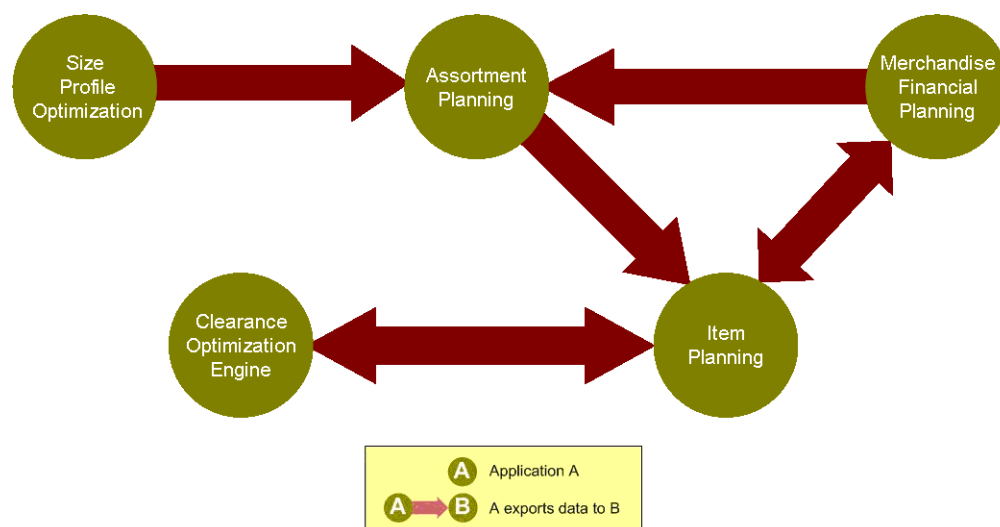 Size
Profile
Optimization
Assortment
Planning
Merchandise
Financial
Planning
Clearance
Optimization
Engine
Item
Planning
A Application A
A B A exports data to B